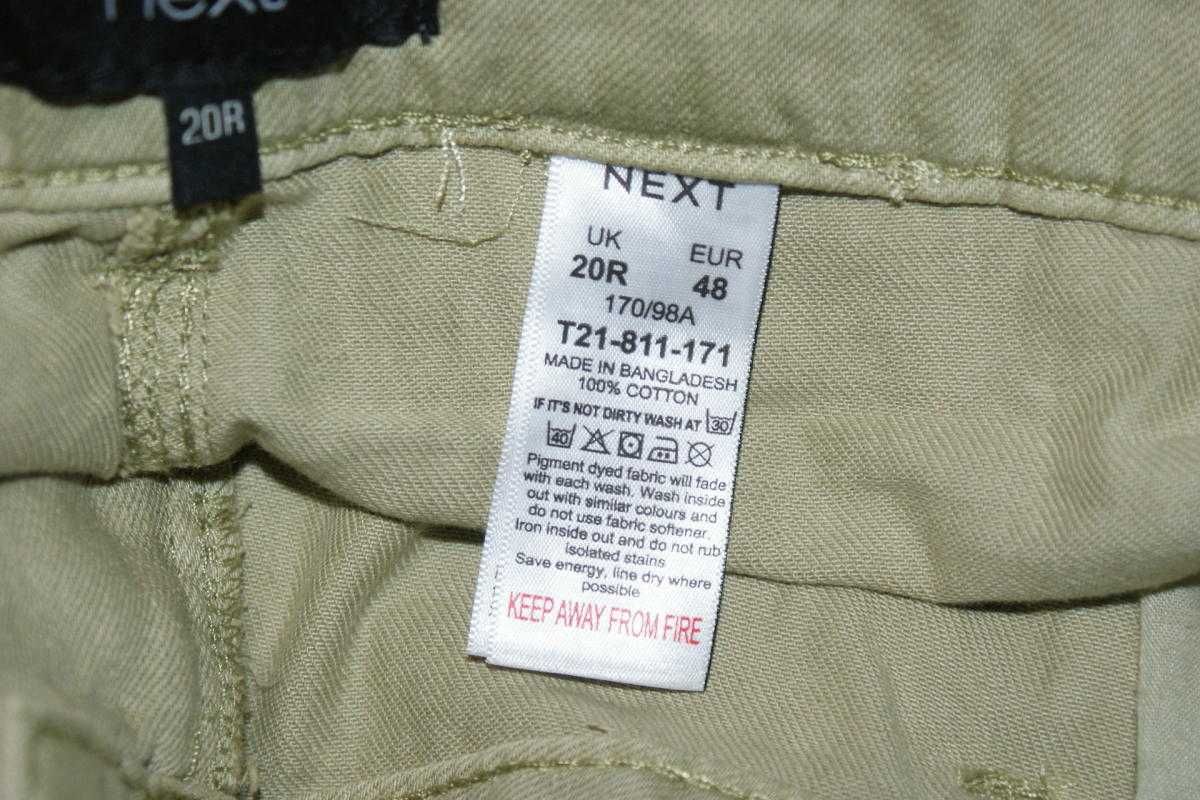 next
20R
NEXT
UK EUR
20R 48
170/98A
T21-811-171
MADE IN BANGLADESH
100% COTTON
IF IT'S NOT DIRTY WASH AT 30
40
Pigment dyed fabric will fade
with each wash. Wash inside
out with similar colours and
do not use fabric softener.
Iron inside out and do not rub
isolated stains
Save energy, line dry where
possible
KEEP AWAY FROM FIRE